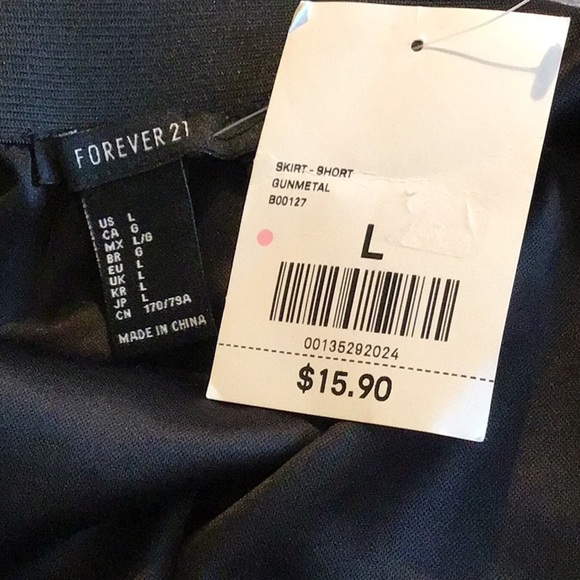 FOREVER 21
US L
CA G
MX L/G
BR G
EU L
UK L
KR L
JP L
CN 170/79A
MADE IN CHINA
SKIRT - SHORT
GUNMETAL
B00127
L
00135292024
$15.90